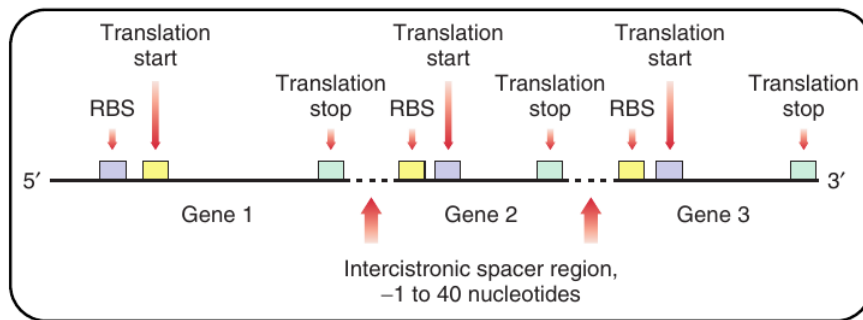 Translation
start
Translation
start
Translation
start
RBS
Translation
stop
RBS
Translation
stop
RBS
Translation
stop
5′
3′
Gene 1
Gene 2
Gene 3
Intercistronic spacer region,
–1 to 40 nucleotides